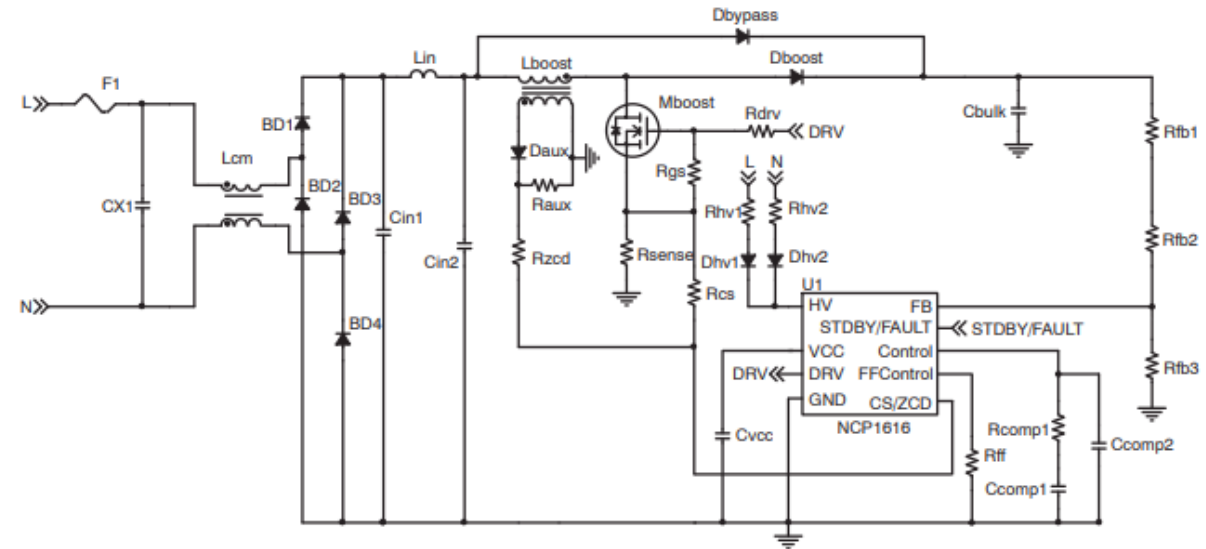 Dbypass
Lin
Lboost
Dboost
F1
L
Mboost
Rdrv
DRV
Cbulk
Rfb1
BD1
Lcm
Daux
L
N
Rgs
BD2
BD3
CX1
Raux
Rhv1
Rhv2
Cin1
Cin2
Rzcd
Rsense
Dhv1
Dhv2
Rfb2
Rcs
U1
N
HV
FB
BD4
STDBY/FAULT
STDBY/FAULT
VCC
Control
DRV
DRV
FFControl
Rfb3
GND
CS/ZCD
NCP1616
Cvcc
Rcomp1
Rff
Ccomp2
Ccomp1